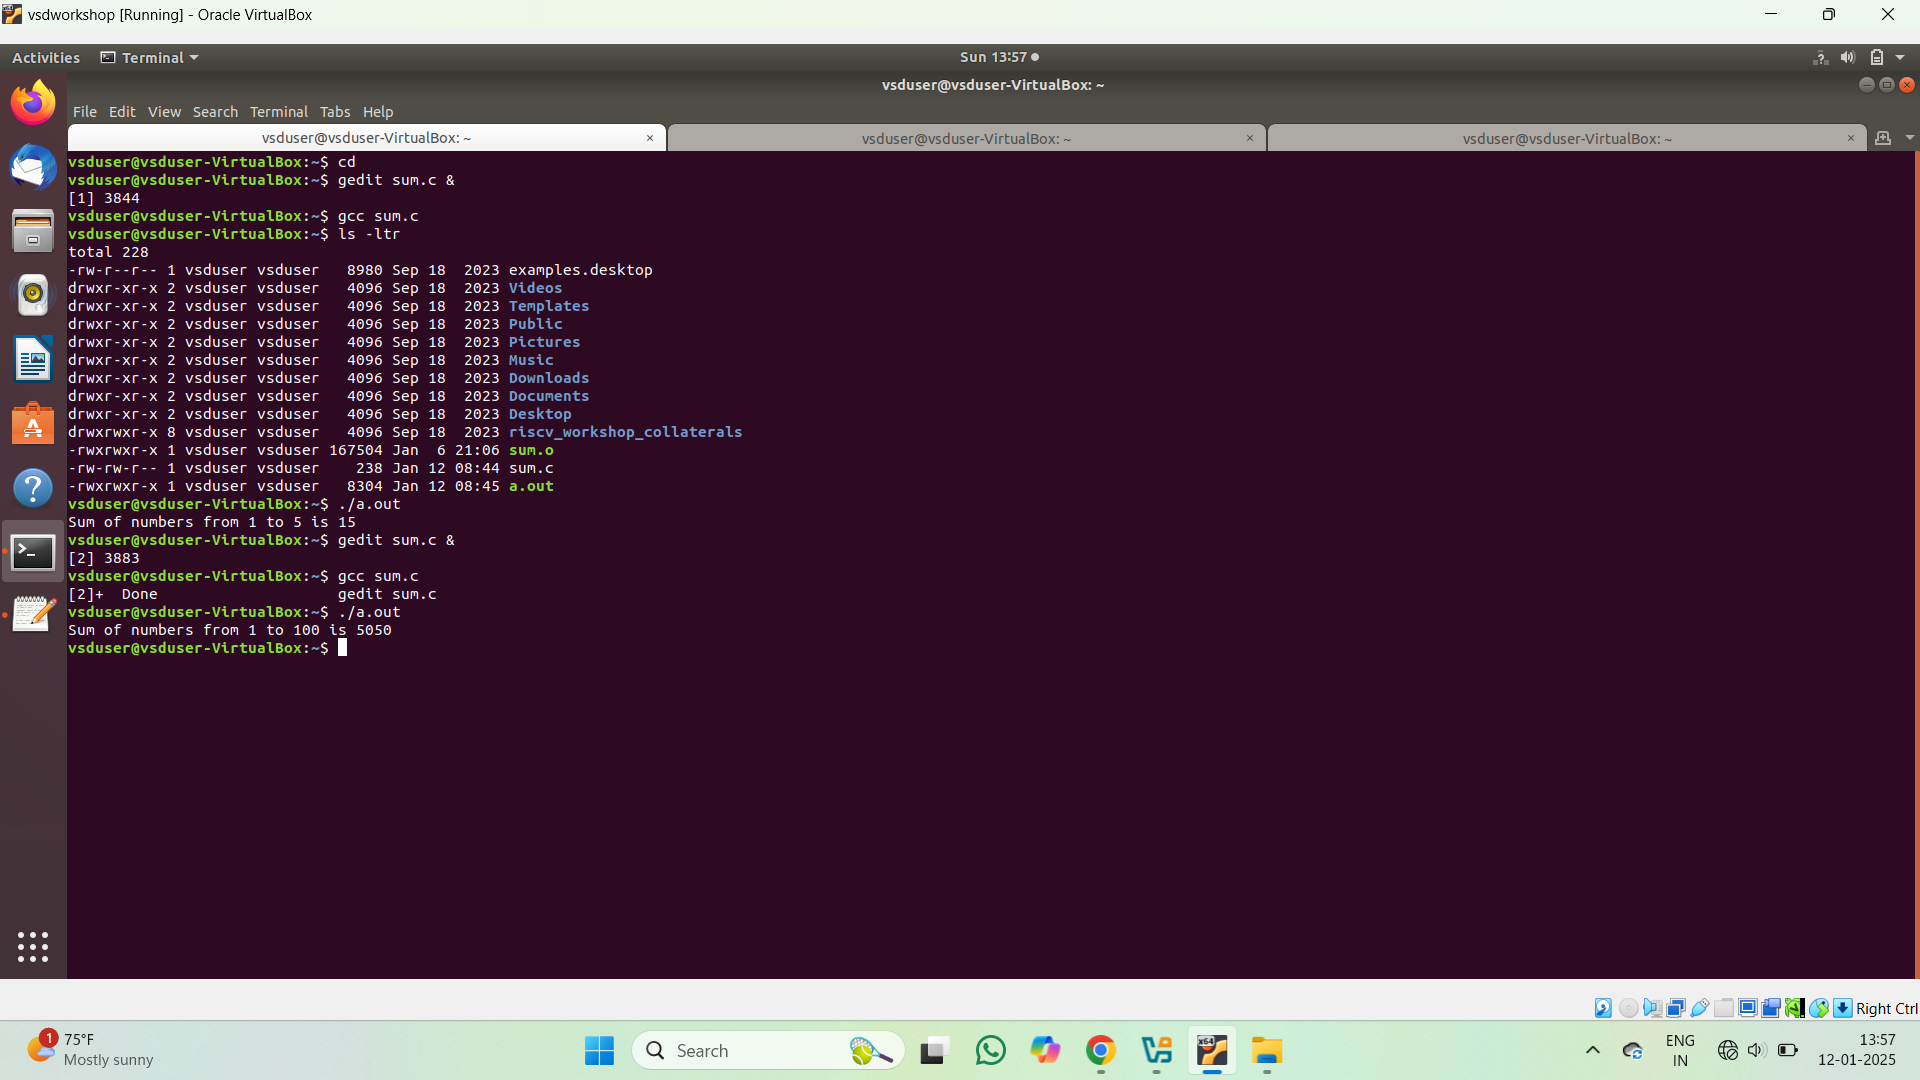 vsdworkshop [Running] - Oracle VirtualBox
Activities Terminal Sun 13:57
vsduser@vsduser-VirtualBox: ~
File Edit View Search Terminal Tabs Help
vsduser@vsduser-VirtualBox: ~ × vsduser@vsduser-VirtualBox: ~ × vsduser@vsduser-VirtualBox: ~ ×
vsduser@vsduser-VirtualBox:~$ cd
vsduser@vsduser-VirtualBox:~$ gedit sum.c &
[1] 3844
vsduser@vsduser-VirtualBox:~$ gcc sum.c
vsduser@vsduser-VirtualBox:~$ ls -ltr
total 228
-rw-r--r-- 1 vsduser vsduser   8980 Sep 18  2023 examples.desktop
drwxr-xr-x 2 vsduser vsduser   4096 Sep 18  2023 Videos
drwxr-xr-x 2 vsduser vsduser   4096 Sep 18  2023 Templates
drwxr-xr-x 2 vsduser vsduser   4096 Sep 18  2023 Public
drwxr-xr-x 2 vsduser vsduser   4096 Sep 18  2023 Pictures
drwxr-xr-x 2 vsduser vsduser   4096 Sep 18  2023 Music
drwxr-xr-x 2 vsduser vsduser   4096 Sep 18  2023 Downloads
drwxr-xr-x 2 vsduser vsduser   4096 Sep 18  2023 Documents
drwxr-xr-x 2 vsduser vsduser   4096 Sep 18  2023 Desktop
drwxrwxr-x 8 vsduser vsduser   4096 Sep 18  2023 riscv_workshop_collaterals
-rwxrwxr-x 1 vsduser vsduser 167504 Jan  6 21:06 sum.o
-rw-rw-r-- 1 vsduser vsduser    238 Jan 12 08:44 sum.c
-rwxrwxr-x 1 vsduser vsduser   8304 Jan 12 08:45 a.out
vsduser@vsduser-VirtualBox:~$ ./a.out
Sum of numbers from 1 to 5 is 15
vsduser@vsduser-VirtualBox:~$ gedit sum.c &
[2] 3883
vsduser@vsduser-VirtualBox:~$ gcc sum.c
[2]+  Done                    gedit sum.c
vsduser@vsduser-VirtualBox:~$ ./a.out
Sum of numbers from 1 to 100 is 5050
vsduser@vsduser-VirtualBox:~$
Right Ctrl
1 75°F
Mostly sunny
Search
x64
ENG
IN
13:57
12-01-2025